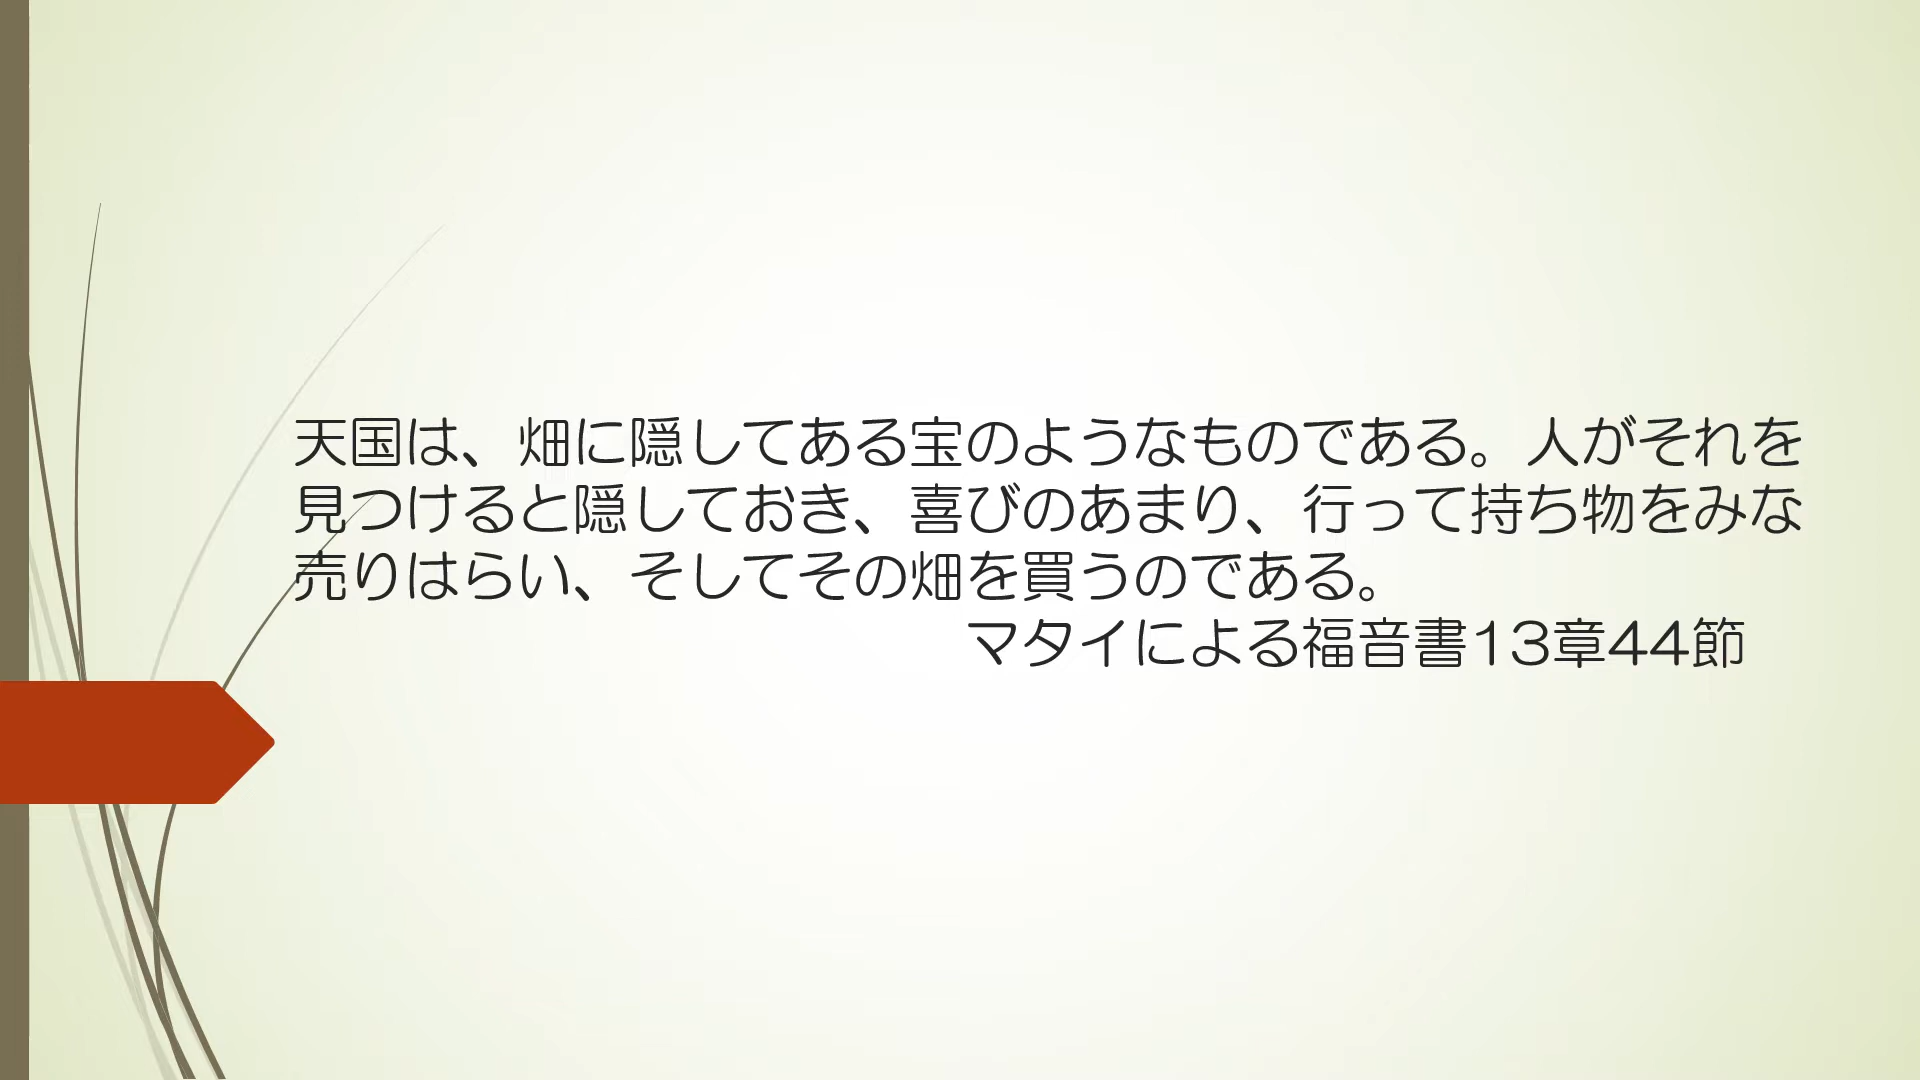 天国は、畑に隠してある宝のようなものである。人がそれを
見つけると隠しておき、喜びのあまり、行って持ち物をみな
売りはらい、そしてその畑を買うのである。
マタイによる福音書13章44節